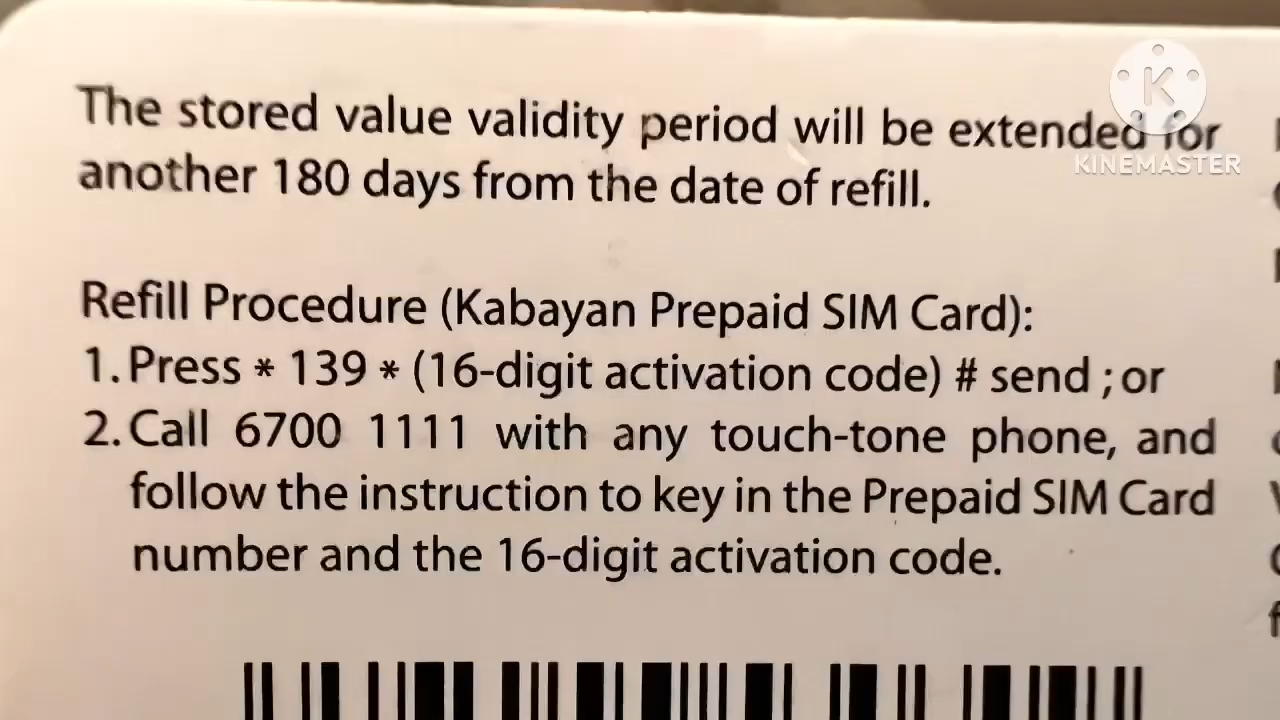 The stored value validity period will be extended for
another 180 days from the date of refill.
Refill Procedure (Kabayan Prepaid SIM Card):
1. Press * 139 * (16-digit activation code) # send ; or
2. Call 6700 1111 with any touch-tone phone, and
follow the instruction to key in the Prepaid SIM Card
number and the 16-digit activation code.
K
KINEMASTER